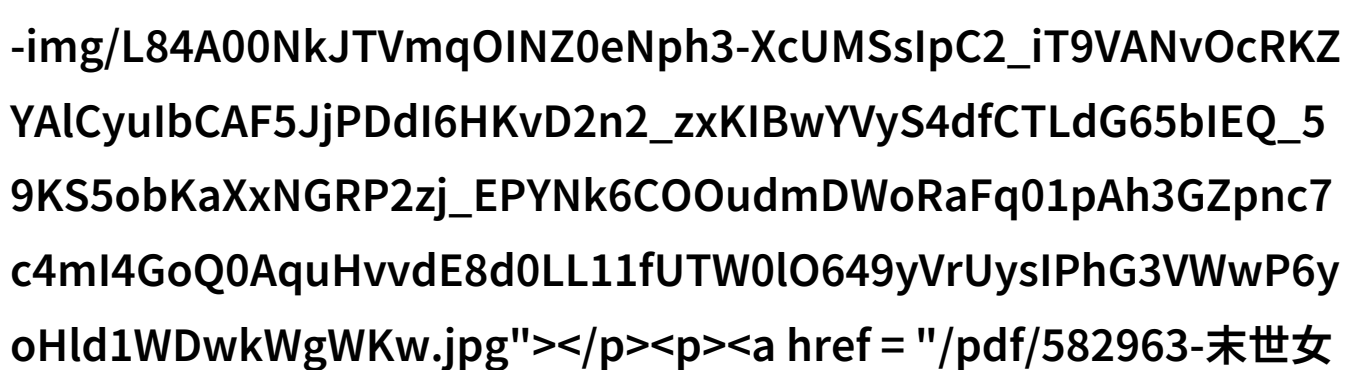 -img/L84A00NkJTVmqOINZ0eNph3-XcUMSsIpC2_iT9VANvOcRKZ
YAlCyuIbCAF5JjPDdI6HKvD2n2_zxKIBwYVyS4dfCTLdG65bIEQ_5
9KS5obKaXxNGRP2zj_EPYNk6COOudmDWoRaFq01pAh3GZpnc7
c4mI4GoQ0AquHvvdE8d0LL11fUTW0lO649yVrUysIPhG3VWwP6y
oHld1WDwkWgWKw.jpg"></p><p><a href = "/pdf/582963-末世女